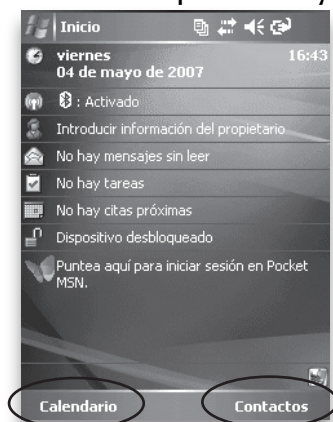 Inicio
viernes 16:43
04 de mayo de 2007
: Activado
Introducir información del propietario
No hay mensajes sin leer
No hay tareas
No hay citas próximas
Dispositivo desbloqueado
Puntea aquí para iniciar sesión en Pocket
MSN.
Calendario Contactos